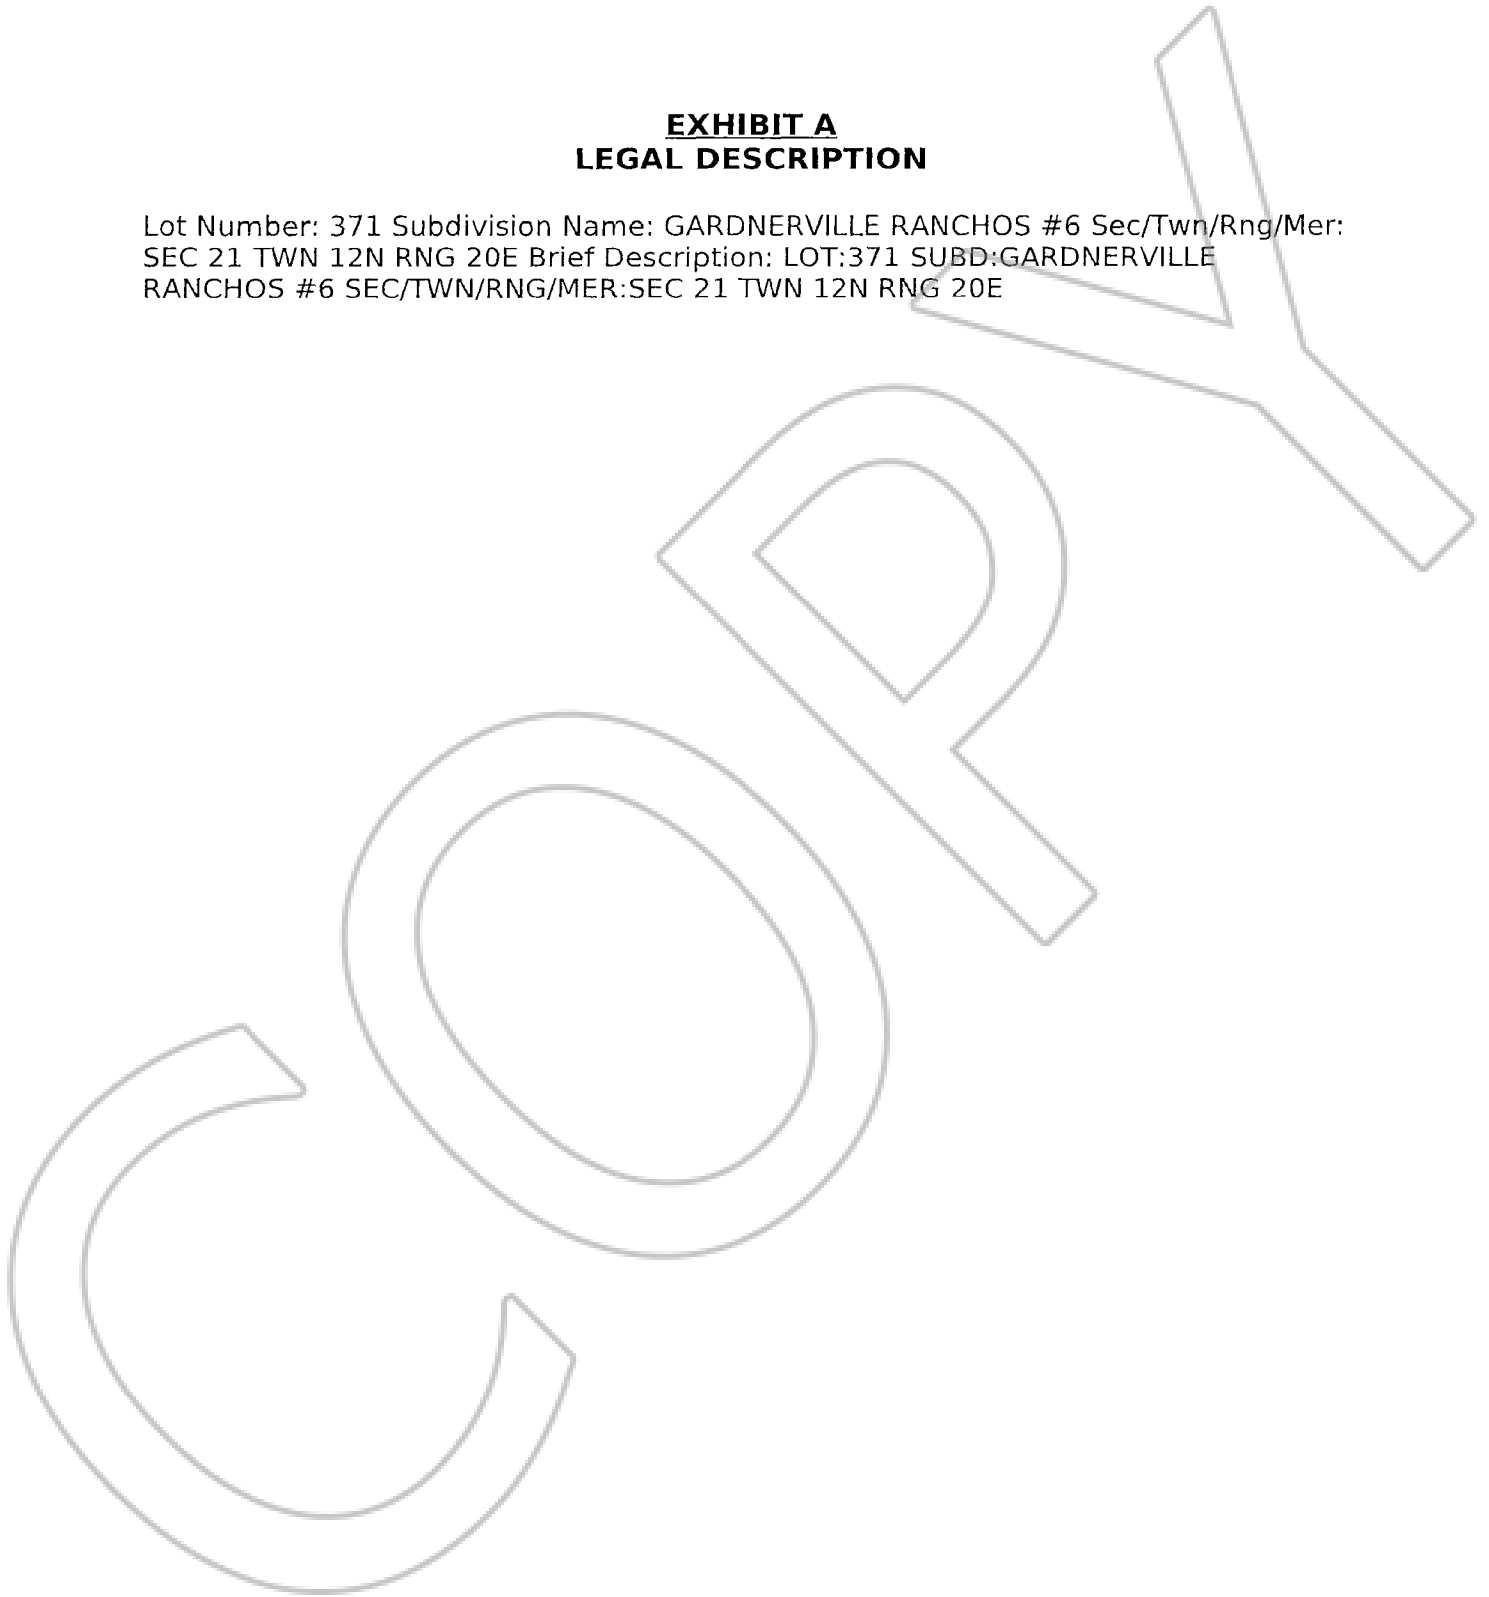 EXHIBIT A
LEGAL DESCRIPTION
Lot Number: 371 Subdivision Name: GARDNERVILLE RANCHOS #6 Sec/Twn/Rng/Mer:
SEC 21 TWN 12N RNG 20E Brief Description: LOT:371 SUBD:GARDNERVILLE
RANCHOS #6 SEC/TWN/RNG/MER:SEC 21 TWN 12N RNG 20E
COPY